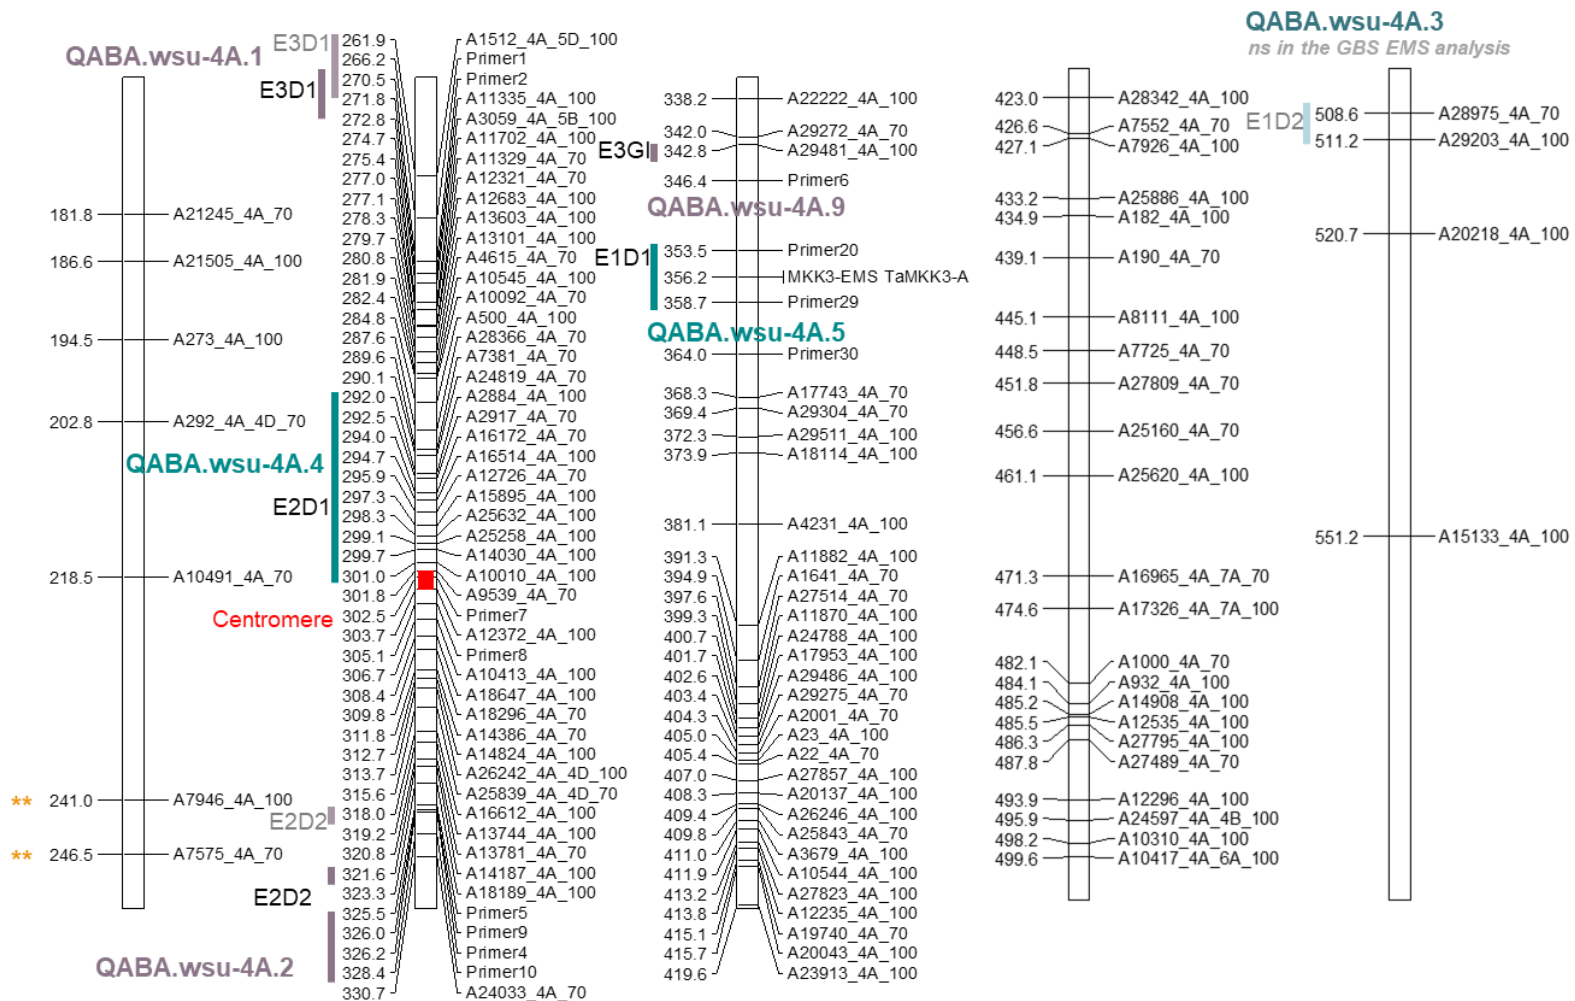 QABA.wsu-4A.1
181.8 A21245_4A_70
186.6 A21505_4A_100
194.5 A273_4A_100
202.8 A292_4A_4D_70
218.5 A10491_4A_70
** 241.0 A7946_4A_100
** 246.5 A7575_4A_70
E3D1
E3D1
QABA.wsu-4A.4
E2D1
Centromere
E2D2
E2D2
QABA.wsu-4A.2
261.9 A1512_4A_5D_100
266.2 Primer1
270.5 Primer2
271.8 A11335_4A_100
272.8 A3059_4A_5B_100
274.7 A11702_4A_100
275.4 A11329_4A_70
277.0 A12321_4A_70
277.1 A12683_4A_100
278.3 A13603_4A_100
279.7 A13101_4A_100
280.8 A4615_4A_70
281.9 A10545_4A_100
282.4 A10092_4A_70
284.8 A500_4A_100
287.6 A28366_4A_70
289.6 A7381_4A_70
290.1 A24819_4A_70
292.0 A2884_4A_100
292.5 A2917_4A_70
294.0 A16172_4A_70
294.7 A16514_4A_100
295.9 A12726_4A_70
297.3 A15895_4A_100
298.3 A25632_4A_100
299.1 A25258_4A_100
299.7 A14030_4A_100
301.0 A10010_4A_100
301.8 A9539_4A_70
302.5 Primer7
303.7 A12372_4A_100
305.1 Primer8
306.7 A10413_4A_100
308.4 A18647_4A_100
309.8 A18296_4A_70
311.8 A14386_4A_70
312.7 A14824_4A_100
313.7 A26242_4A_4D_100
315.6 A25839_4A_4D_70
318.0 A16612_4A_100
319.2 A13744_4A_100
320.8 A13781_4A_70
321.6 A14187_4A_100
323.3 A18189_4A_100
325.5 Primer5
326.0 Primer9
326.2 Primer4
328.4 Primer10
330.7 A24033_4A_70
338.2 A22222_4A_100
342.0 A29272_4A_70
E3GI 342.8 A29481_4A_100
346.4 Primer6
QABA.wsu-4A.9
353.5 Primer20
E1D1
356.2 MKK3-EMS TaMKK3-A
358.7 Primer29
QABA.wsu-4A.5
364.0 Primer30
368.3 A17743_4A_70
369.4 A29304_4A_70
372.3 A29511_4A_100
373.9 A18114_4A_100
381.1 A4231_4A_100
391.3 A11882_4A_100
394.9 A1641_4A_70
397.6 A27514_4A_70
399.3 A11870_4A_100
400.7 A24788_4A_100
401.7 A17953_4A_100
402.6 A29486_4A_100
403.4 A29275_4A_70
404.3 A2001_4A_70
405.0 A23_4A_100
405.4 A22_4A_70
407.0 A27857_4A_100
408.3 A20137_4A_100
409.4 A26246_4A_100
409.8 A25843_4A_70
411.0 A3679_4A_100
411.9 A10544_4A_100
413.2 A27823_4A_100
413.8 A12235_4A_100
415.1 A19740_4A_70
415.7 A20043_4A_100
419.6 A23913_4A_100
423.0 A28342_4A_100
426.6 A7552_4A_70
427.1 A7926_4A_100
433.2 A25886_4A_100
434.9 A182_4A_100
439.1 A190_4A_70
445.1 A8111_4A_100
448.5 A7725_4A_70
451.8 A27809_4A_70
456.6 A25160_4A_70
461.1 A25620_4A_100
471.3 A16965_4A_7A_70
474.6 A17326_4A_7A_100
482.1 A1000_4A_70
484.1 A932_4A_100
485.2 A14908_4A_100
485.5 A12535_4A_100
486.3 A27795_4A_100
487.8 A27489_4A_70
493.9 A12296_4A_100
495.9 A24597_4A_4B_100
498.2 A10310_4A_100
499.6 A10417_4A_6A_100
QABA.wsu-4A.3
ns in the GBS EMS analysis
508.6 A28975_4A_70
E1D2
511.2 A29203_4A_100
520.7 A20218_4A_100
551.2 A15133_4A_100